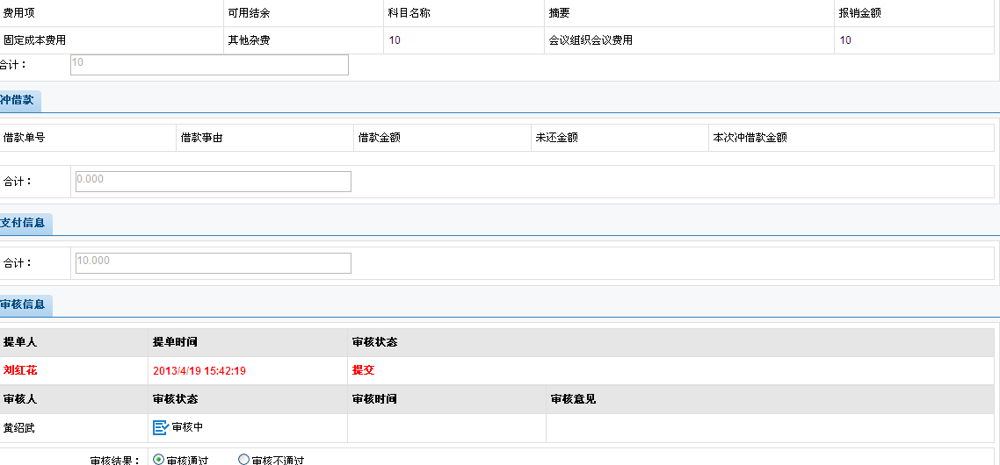 费用项 可用结余 科目名称 摘要 报销金额
固定成本费用 其他杂费 10 会议组织会议费用 10
合计： 10
冲借款
借款单号 借款事由 借款金额 未还金额 本次冲借款金额
合计： 0.000
支付信息
合计： 10.000
审核信息
提单人 提单时间 审核状态
刘红花 2013/4/19 15:42:19 提交
审核人 审核状态 审核时间 审核意见
黄绍武 审核中
审核结果： 审核通过 审核不通过